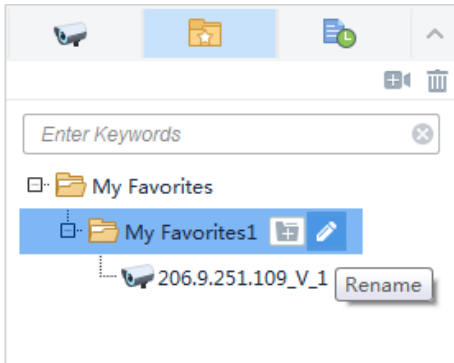 Enter Keywords
My Favorites
My Favorites1
206.9.251.109_V_1
Rename